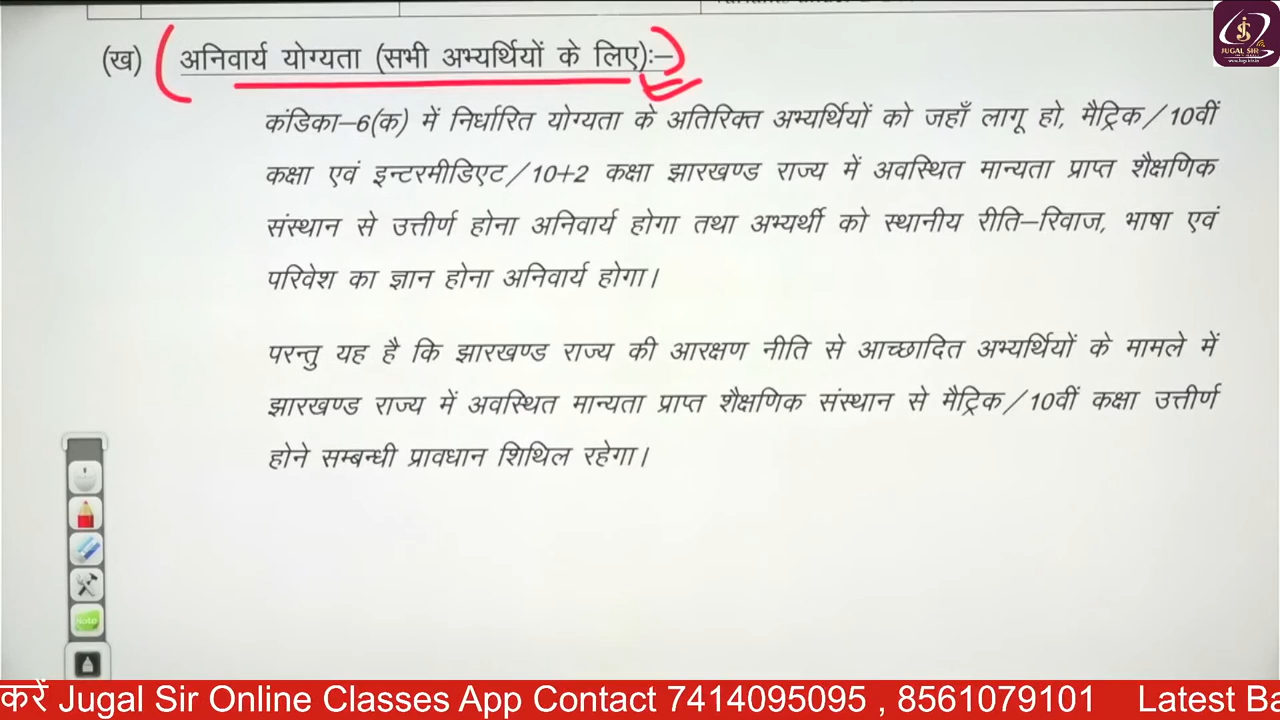 (ख) अनिवार्य योग्यता (सभी अभ्यर्थियों के लिए):–
कंडिका–6(क) में निर्धारित योग्यता के अतिरिक्त अभ्यर्थियों को जहाँ लागू हो, मैट्रिक/10वीं
कक्षा एवं इन्टरमीडिएट/10+2 कक्षा झारखण्ड राज्य में अवस्थित मान्यता प्राप्त शैक्षणिक
संस्थान से उत्तीर्ण होना अनिवार्य होगा तथा अभ्यर्थी को स्थानीय रीति–रिवाज, भाषा एवं
परिवेश का ज्ञान होना अनिवार्य होगा।
परन्तु यह है कि झारखण्ड राज्य की आरक्षण नीति से आच्छादित अभ्यर्थियों के मामले में
झारखण्ड राज्य में अवस्थित मान्यता प्राप्त शैक्षणिक संस्थान से मैट्रिक/10वीं कक्षा उत्तीर्ण
होने सम्बन्धी प्रावधान शिथिल रहेगा।
JUGAL SIR
note
करें Jugal Sir Online Classes App Contact 7414095095 , 8561079101 Latest Ba